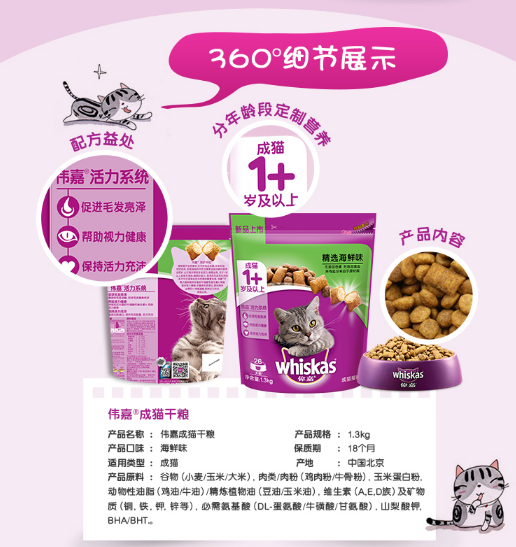 360°细节展示
分年龄段定制营养
配方益处
成猫
1+
岁及以上
伟嘉®活力系统
促进毛发亮泽
帮助视力健康
保持活力充沛
产品内容
新品上市
精选海鲜味
成猫
1+
岁及以上
伟嘉®活力系统
whiskas
伟嘉
1.3kg
whiskas
伟嘉
伟嘉®成猫干粮
产品名称 : 伟嘉成猫干粮 产品规格 : 1.3kg
产品口味 : 海鲜味 保质期 : 18个月
适用类型 : 成猫 产地 : 中国北京
产品原料 : 谷物 (小麦/玉米/大米) , 肉类/肉粉 (鸡肉粉/牛骨粉) , 玉米蛋白粉,
动物性油脂 (鸡油/牛油) / 精炼植物油 (豆油/玉米油) , 维生素 (A,E,D族) 及矿物
质 (铜, 铁, 钾, 锌等) , 必需氨基酸 (DL-蛋氨酸/牛磺酸/甘氨酸) , 山梨酸钾,
BHA/BHT。